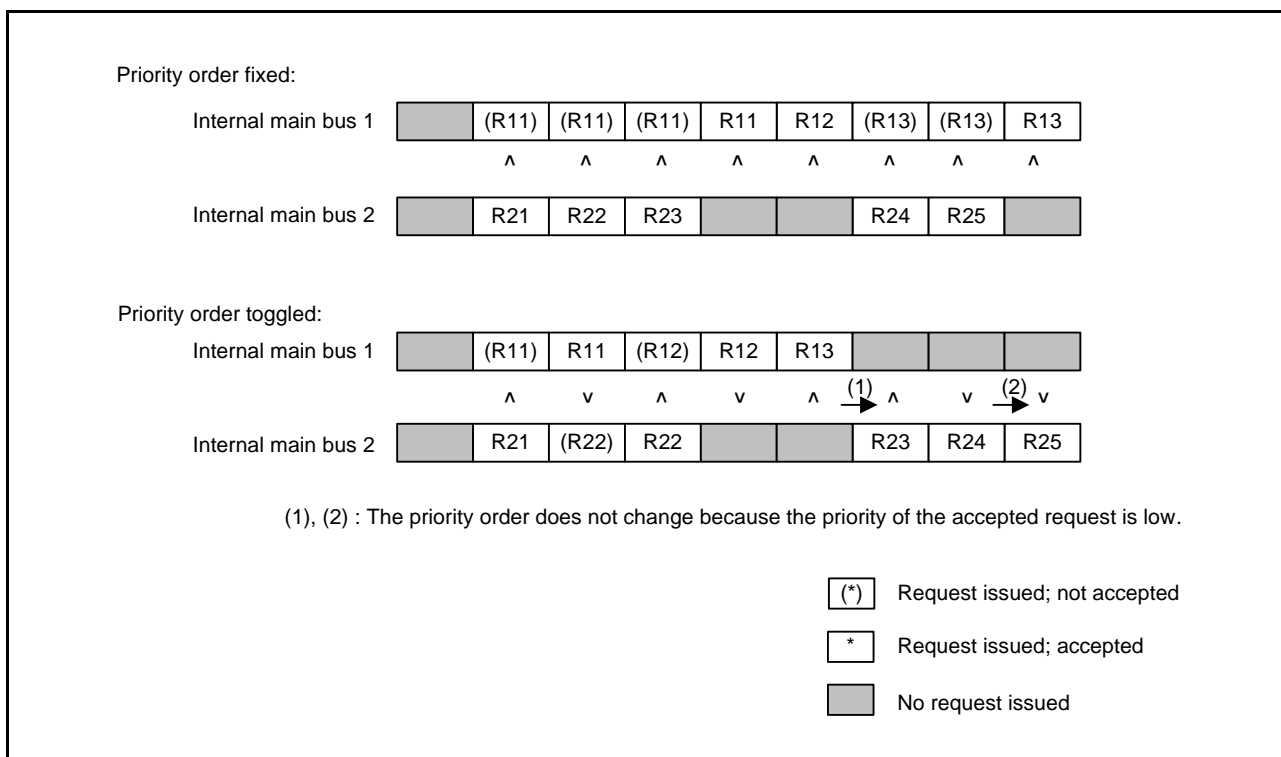 Priority order fixed:
Internal main bus 1 (R11) (R11) (R11) R11 R12 (R13) (R13) R13
^ ^ ^ ^ ^ ^ ^ ^
Internal main bus 2 R21 R22 R23 R24 R25
Priority order toggled:
Internal main bus 1 (R11) R11 (R12) R12 R13
^ v ^ v ^ (1) ^ v (2) v
Internal main bus 2 R21 (R22) R22 R23 R24 R25
(1), (2) : The priority order does not change because the priority of the accepted request is low.
(*) Request issued; not accepted
* Request issued; accepted
No request issued